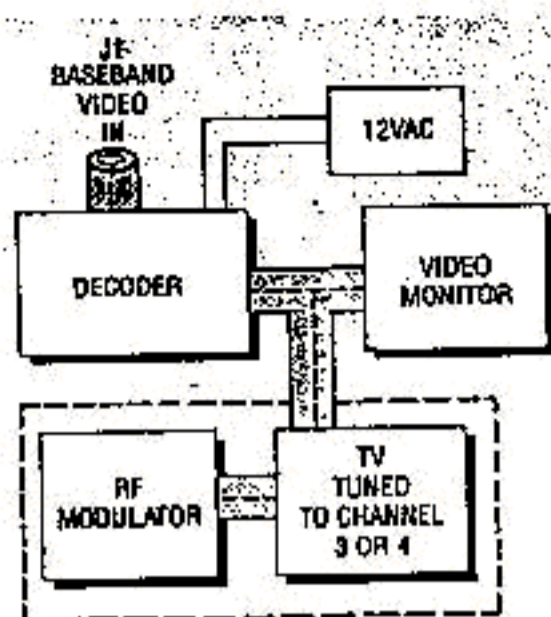 J1-
BASEBAND
VIDEO
IN
12VAC
DECODER
VIDEO
MONITOR
RF
MODULATOR
TV
TUNED
TO CHANNEL
3 OR 4